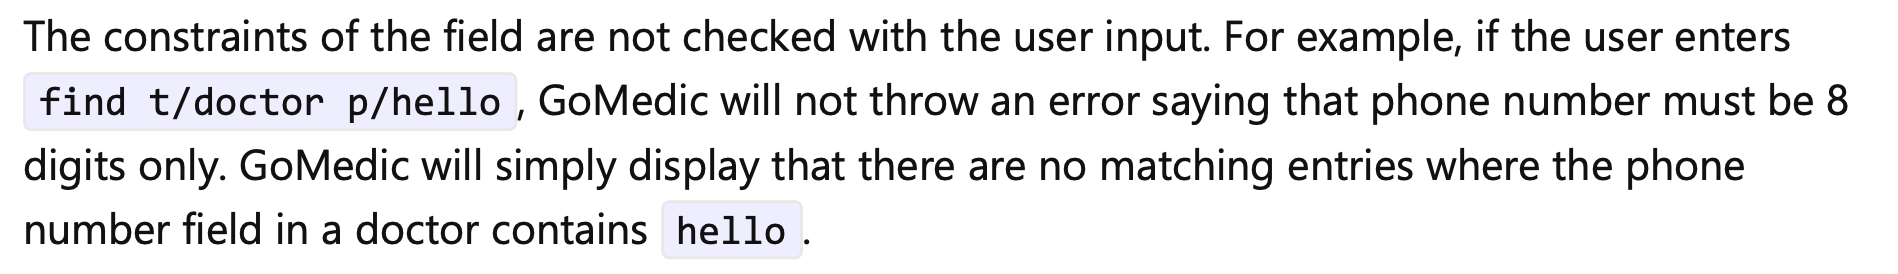 The constraints of the field are not checked with the user input. For example, if the user enters
find t/doctor p/hello, GoMedic will not throw an error saying that phone number must be 8
digits only. GoMedic will simply display that there are no matching entries where the phone
number field in a doctor contains hello.